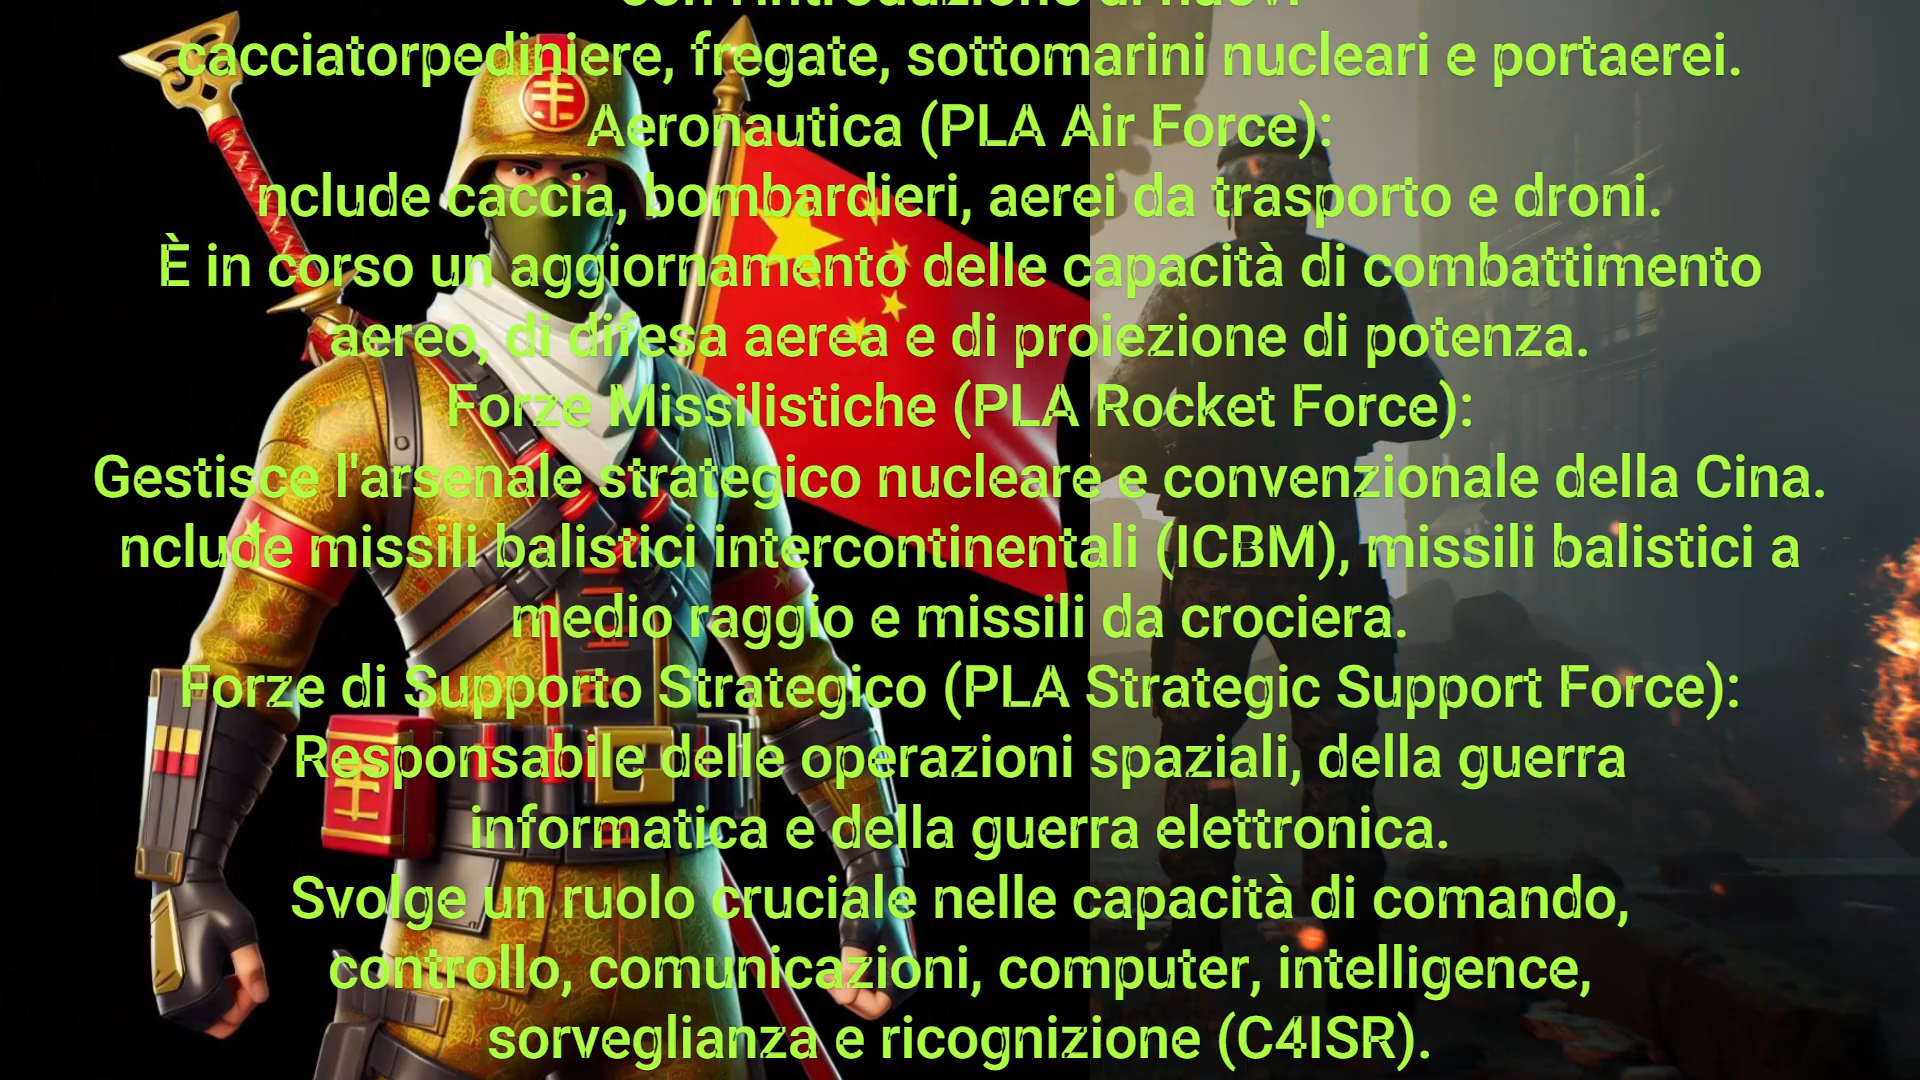 con l'introduzione di nuovi
cacciatorpediniere, fregate, sottomarini nucleari e portaerei.
Aeronautica (PLA Air Force):
nclude caccia, bombardieri, aerei da trasporto e droni.
È in corso un aggiornamento delle capacità di combattimento
aereo, di difesa aerea e di proiezione di potenza.
Forze Missilistiche (PLA Rocket Force):
Gestisce l'arsenale strategico nucleare e convenzionale della Cina.
nclude missili balistici intercontinentali (ICBM), missili balistici a
medio raggio e missili da crociera.
Forze di Supporto Strategico (PLA Strategic Support Force):
Responsabile delle operazioni spaziali, della guerra
informatica e della guerra elettronica.
Svolge un ruolo cruciale nelle capacità di comando,
controllo, comunicazioni, computer, intelligence,
sorveglianza e ricognizione (C4ISR).